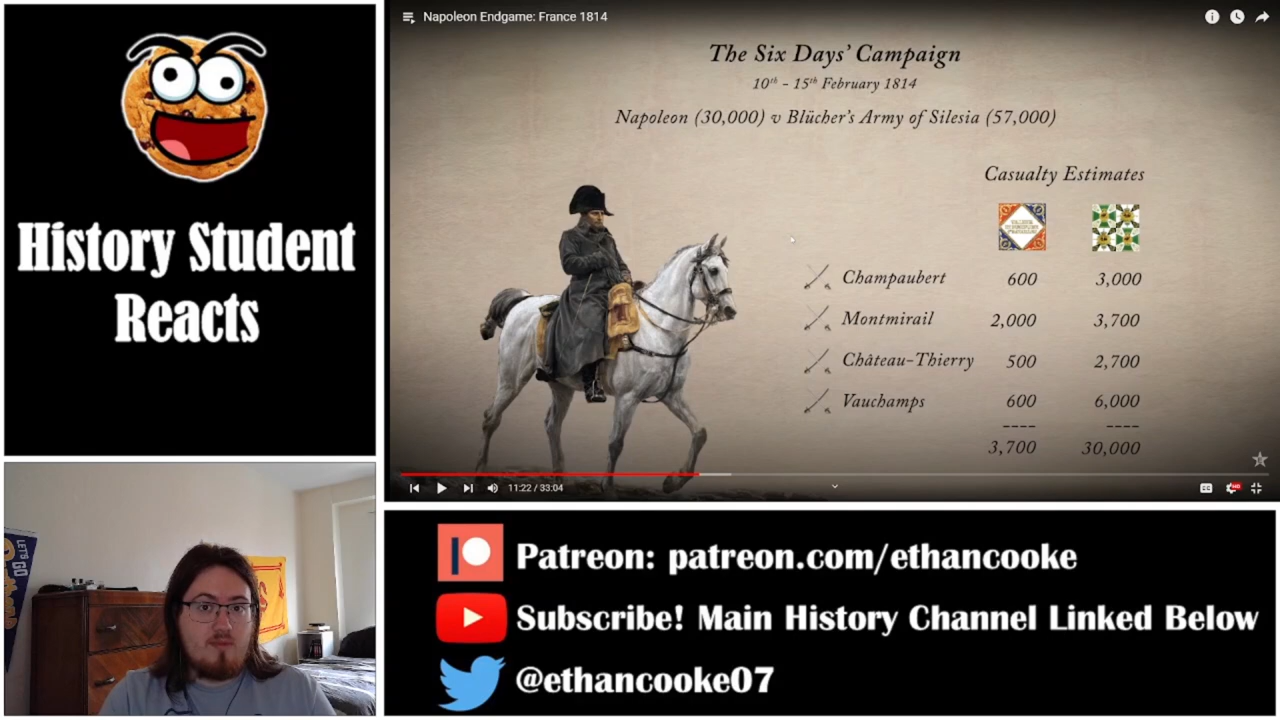 History Student
Reacts
Napoleon Endgame: France 1814
The Six Days' Campaign
10th - 15th February 1814
Napoleon (30,000) v Blücher's Army of Silesia (57,000)
Casualty Estimates
Champaubert 600 3,000
Montmirail 2,000 3,700
Château-Thierry 500 2,700
Vauchamps 600 6,000
---- ----
3,700 30,000
11:22 / 33:04
HD
LET'S GO
Patreon: patreon.com/ethancooke
Subscribe! Main History Channel Linked Below
@ethancooke07